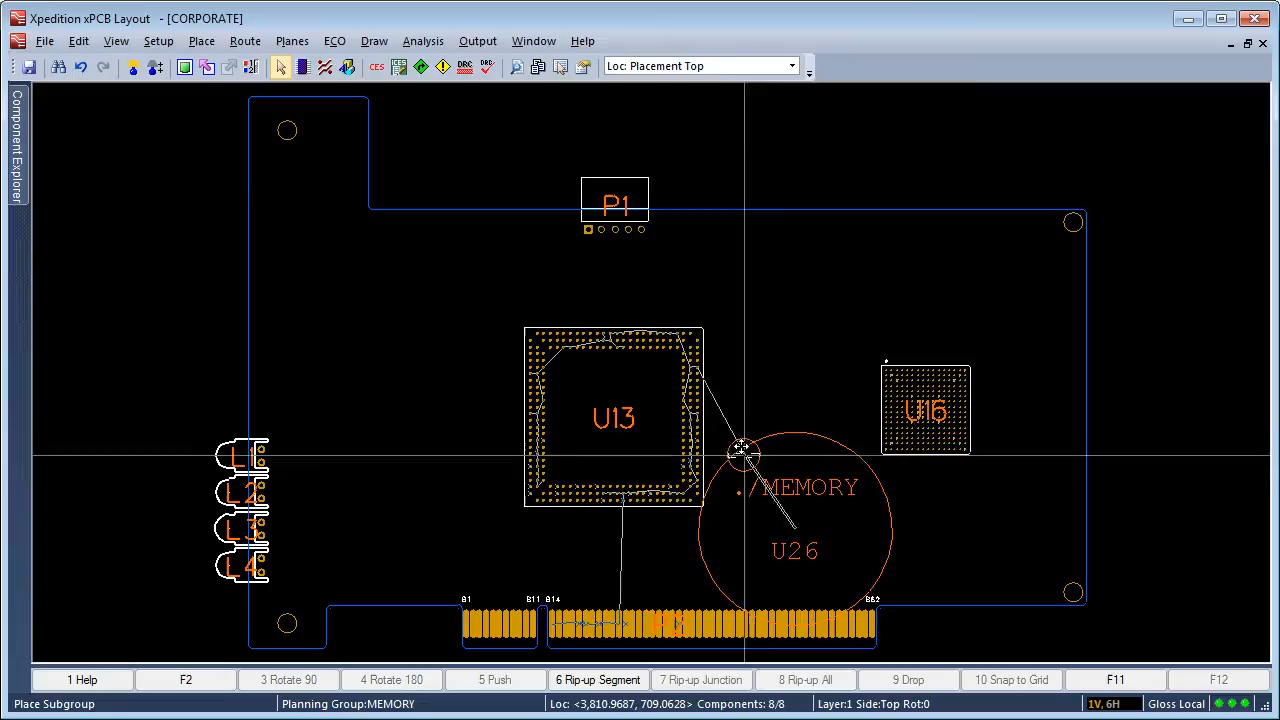 Xpedition xPCB Layout - [CORPORATE]
File Edit View Setup Place Route Planes ECO Draw Analysis Output Window Help
CES ICES DRC DRC Loc: Placement Top
Component Explorer
P1
U13
U16
L1
L2
L3
L4
./MEMORY
U26
B1 B11 B14 B62
1 Help F2 3 Rotate 90 4 Rotate 180 5 Push 6 Rip-up Segment 7 Rip-up Junction 8 Rip-up All 9 Drop 10 Snap to Grid F11 F12
Place Subgroup Planning Group:MEMORY Loc: <3,810.9687, 709.0628> Components: 8/8 Layer:1 Side:Top Rot:0 1V, 6H Gloss Local